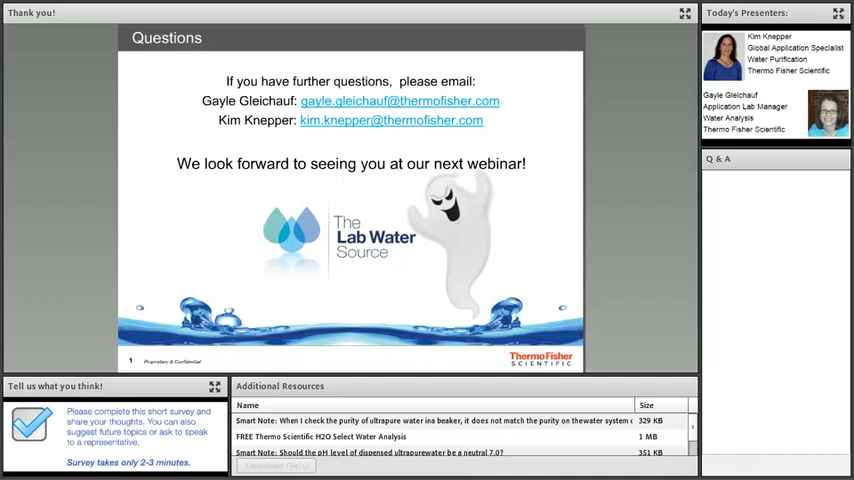 Thank you!
Questions
If you have further questions, please email:
Gayle Gleichauf: gayle.gleichauf@thermofisher.com
Kim Knepper: kim.knepper@thermofisher.com
We look forward to seeing you at our next webinar!
The
Lab Water
Source
1 Proprietary & Confidential
ThermoFisher
SCIENTIFIC
Today's Presenters:
Kim Knepper
Global Application Specialist
Water Purification
Thermo Fisher Scientific
Gayle Gleichauf
Application Lab Manager
Water Analysis
Thermo Fisher Scientific
Q & A
Tell us what you think!
Please complete this short survey and
share your thoughts. You can also
suggest future topics or ask to speak
to a representative.
Survey takes only 2-3 minutes.
Additional Resources
Name Size
Smart Note: When I check the purity of ultrapure water ina beaker, it does not match the purity on thewater system c 329 KB
FREE Thermo Scientific H2O Select Water Analysis 1 MB
Smart Note: Should the pH level of dispensed ultrapurewater be a neutral 7.0? 351 KB
Download File(s)